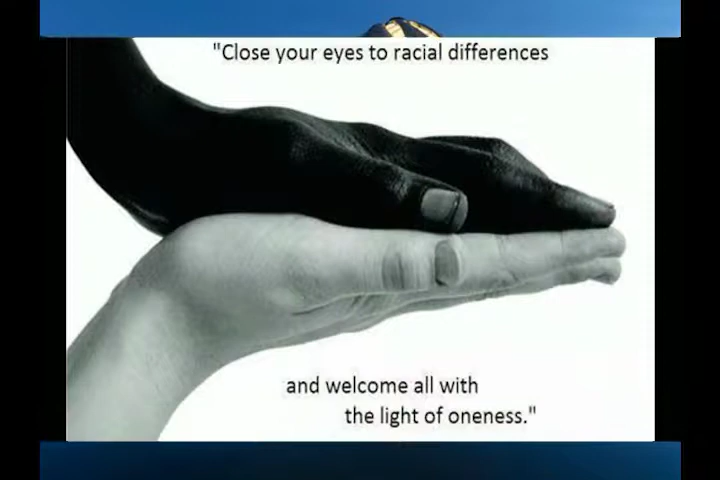 "Close your eyes to racial differences
and welcome all with
the light of oneness."